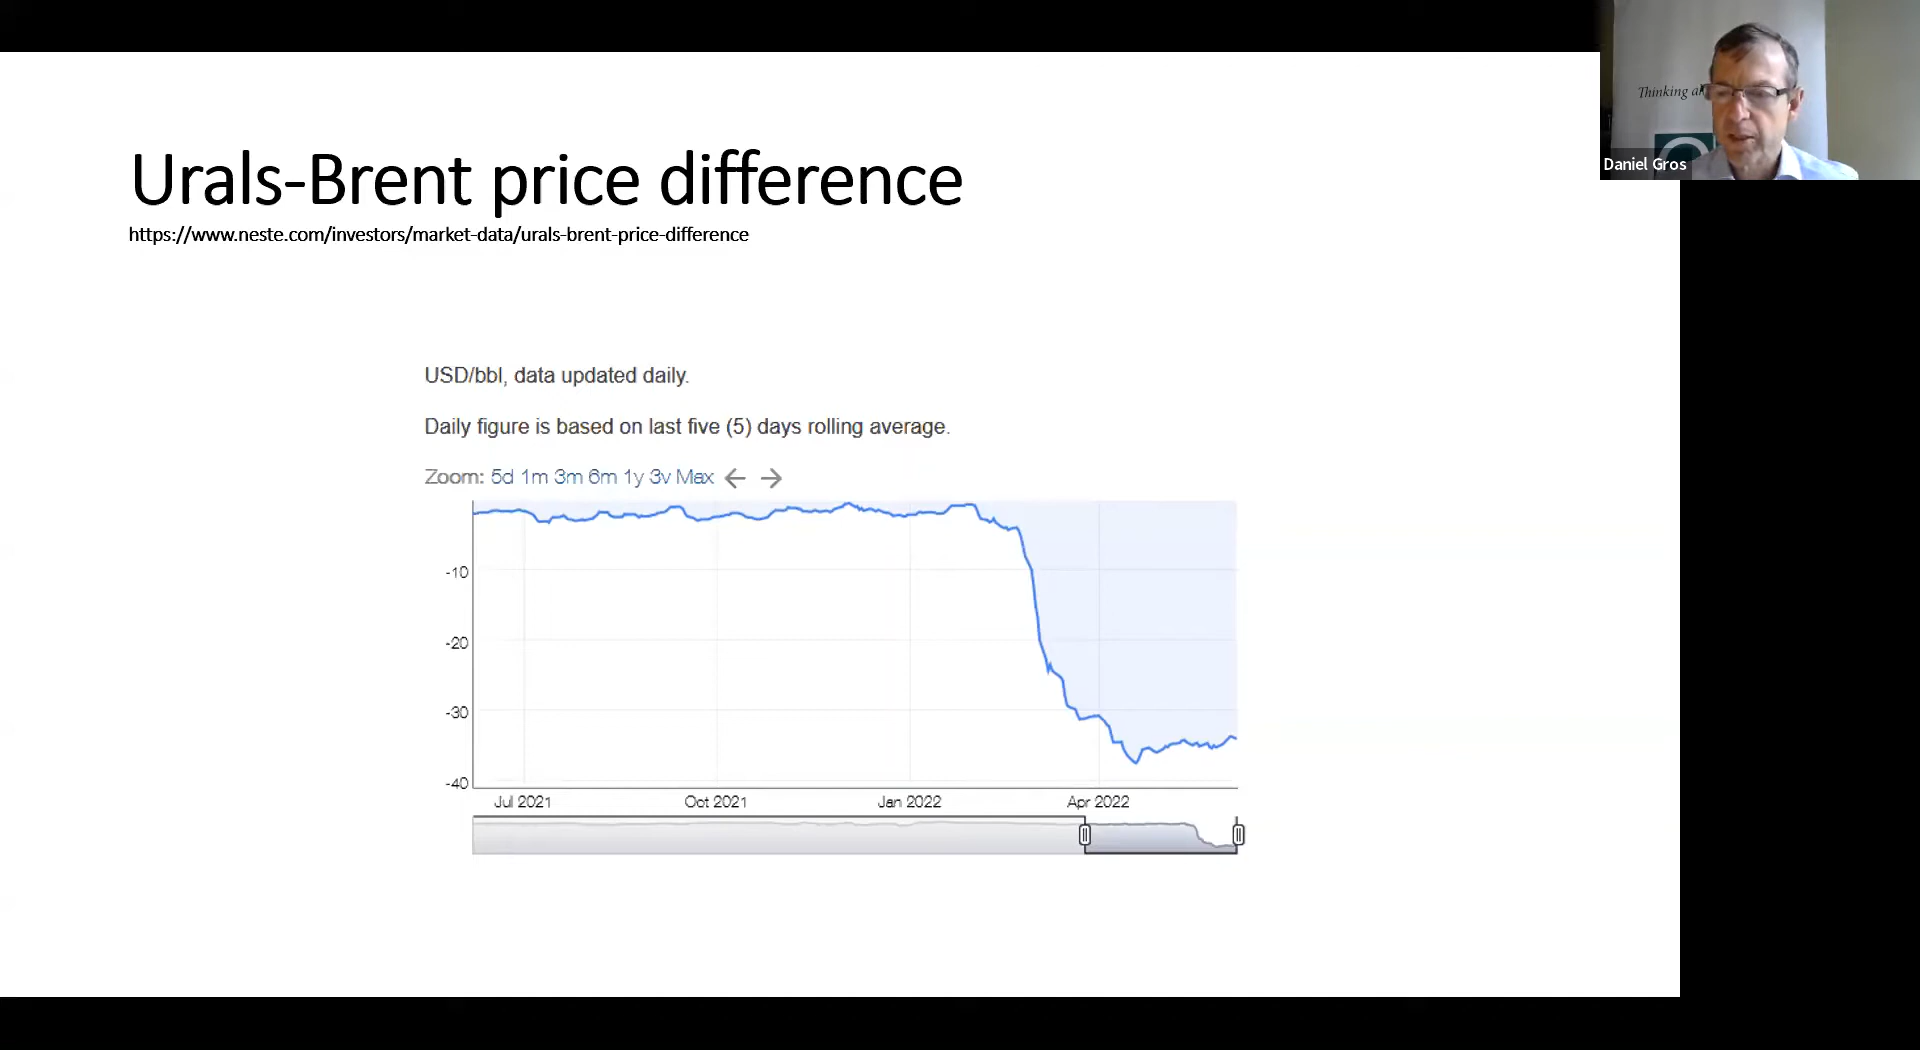 Urals-Brent price difference
https://www.neste.com/investors/market-data/urals-brent-price-difference
USD/bbl, data updated daily.
Daily figure is based on last five (5) days rolling average.
Zoom: 5d 1m 3m 6m 1y 3y Max
-10
-20
-30
-40
Jul 2021 Oct 2021 Jan 2022 Apr 2022
Thinking
Daniel Gros